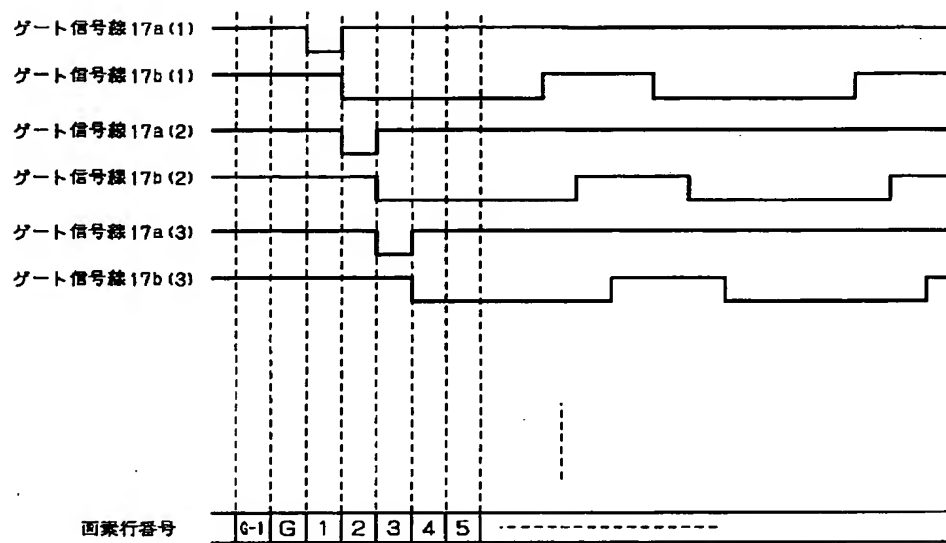 ゲート信号線17a(1)
ゲート信号線17b(1)
ゲート信号線17a(2)
ゲート信号線17b(2)
ゲート信号線17a(3)
ゲート信号線17b(3)
画素行番号 G-1 G 1 2 3 4 5